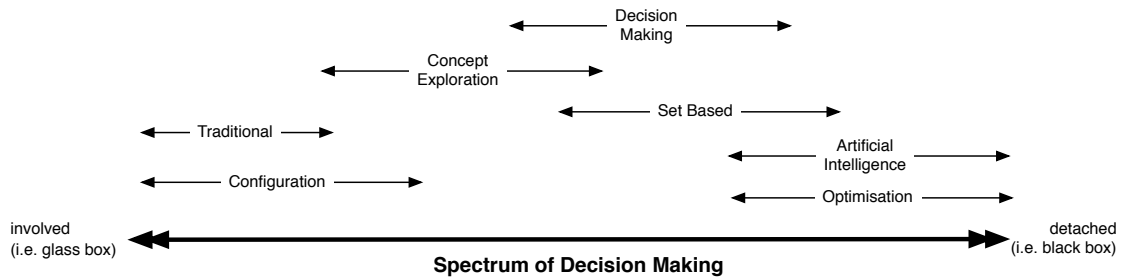 Decision
Making
Concept
Exploration
Set Based
Traditional
Artificial
Intelligence
Configuration
Optimisation
involved
(i.e. glass box)
detached
(i.e. black box)
Spectrum of Decision Making